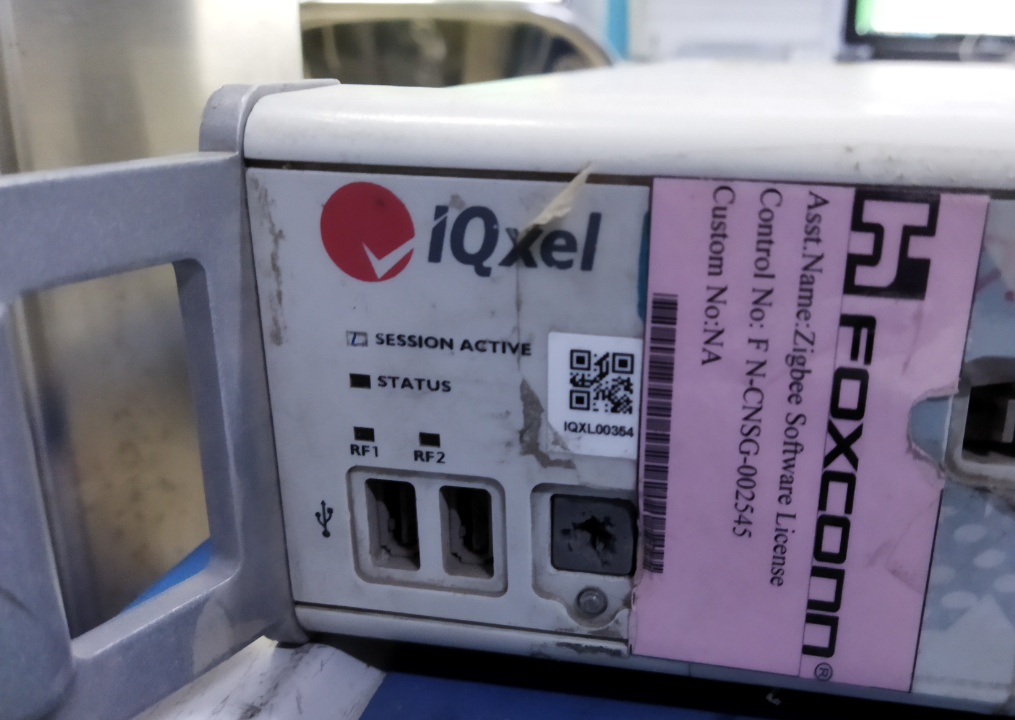 IQxel
SESSION ACTIVE
STATUS
RF1
RF2
IQXL00354
FOXCONN®
Asst.Name:Zigbee Software License
Control No: F N-CNSG-002545
Custom No:NA